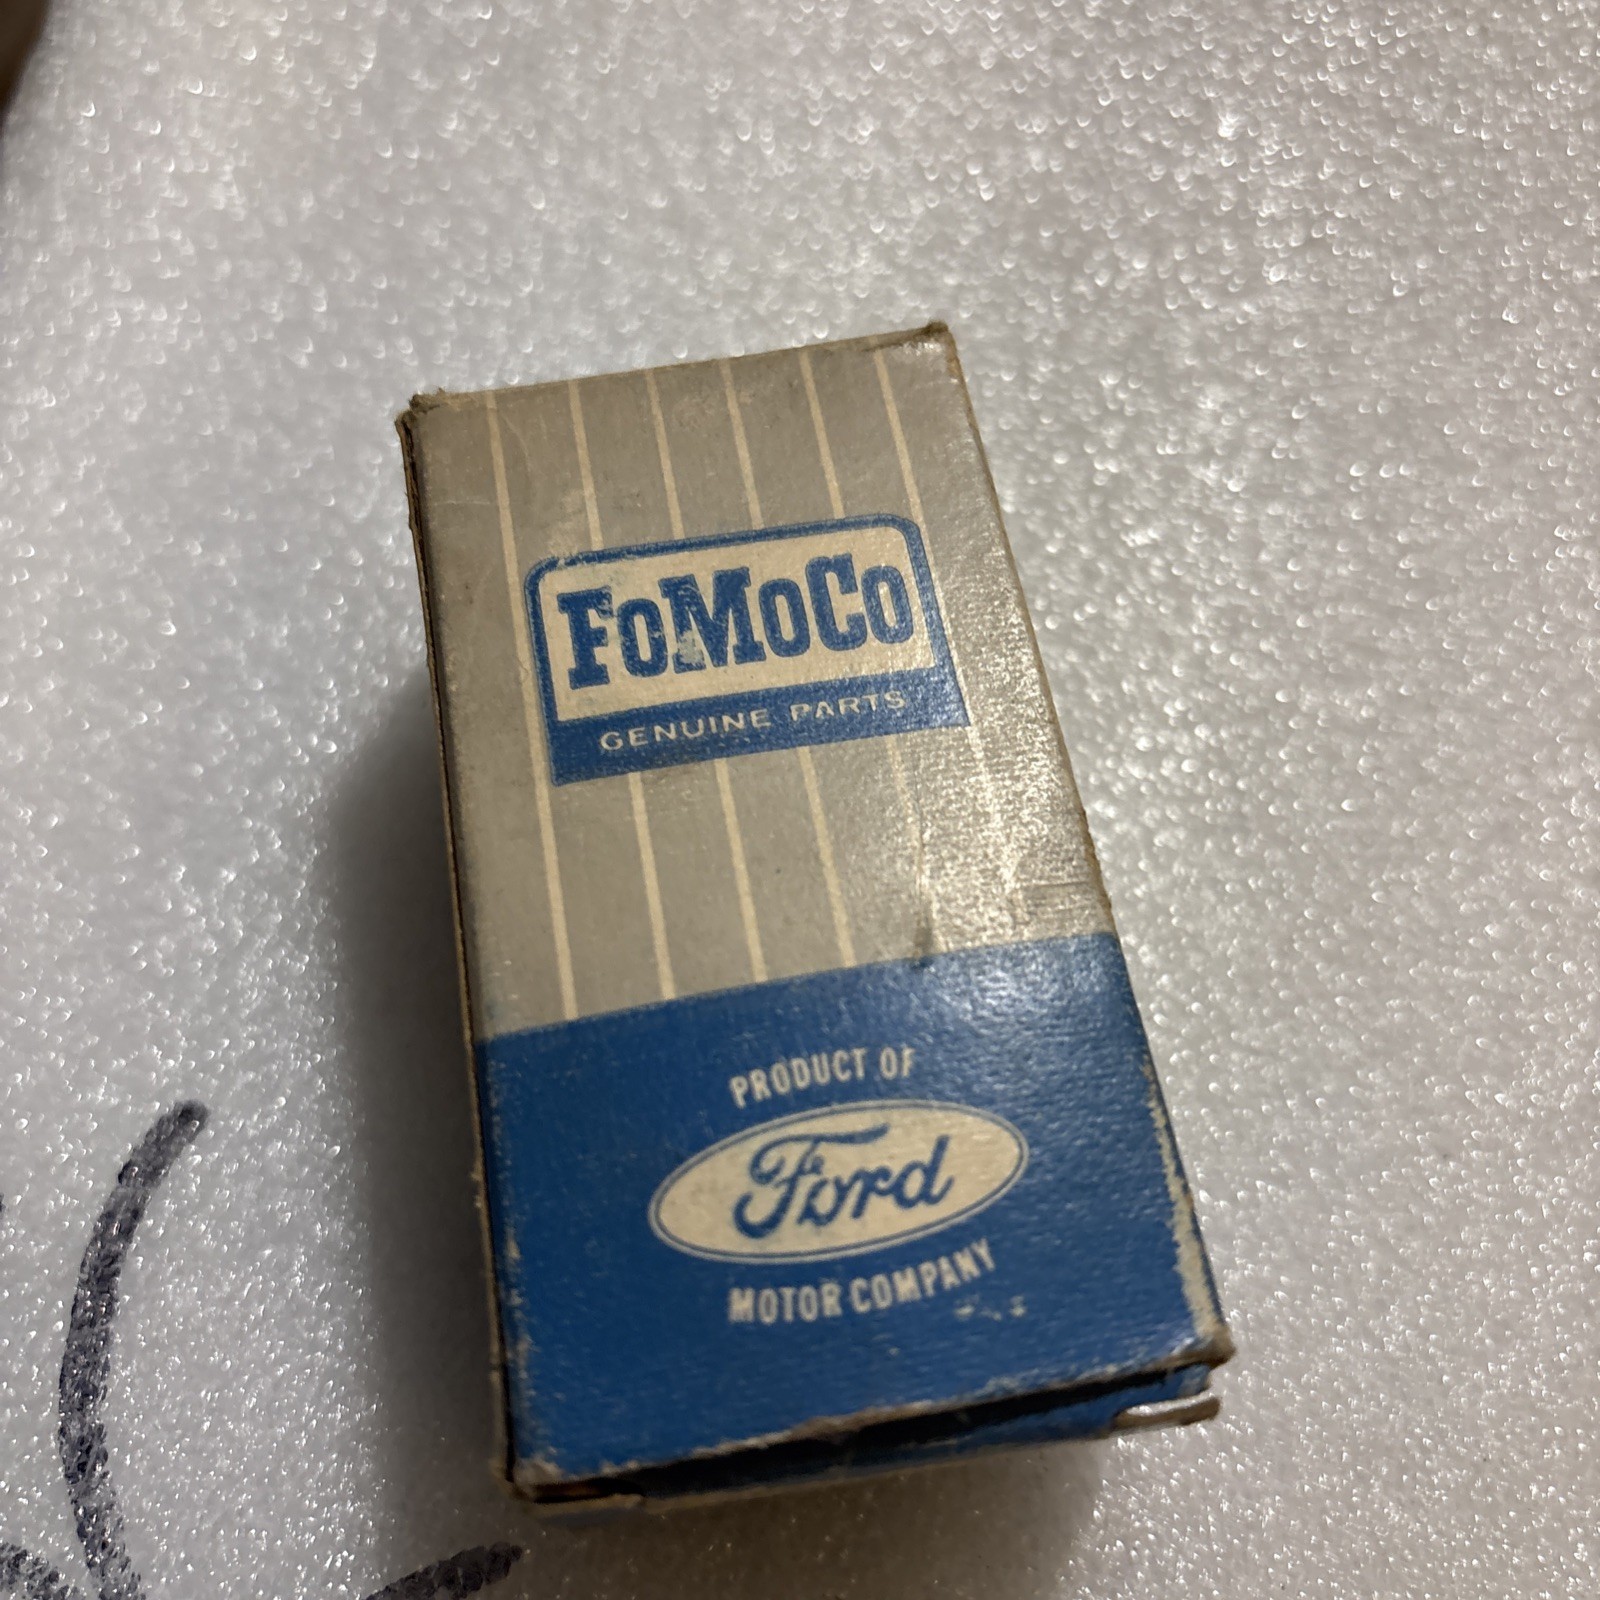 FoMoCo
GENUINE PARTS
PRODUCT OF
Ford
MOTOR COMPANY